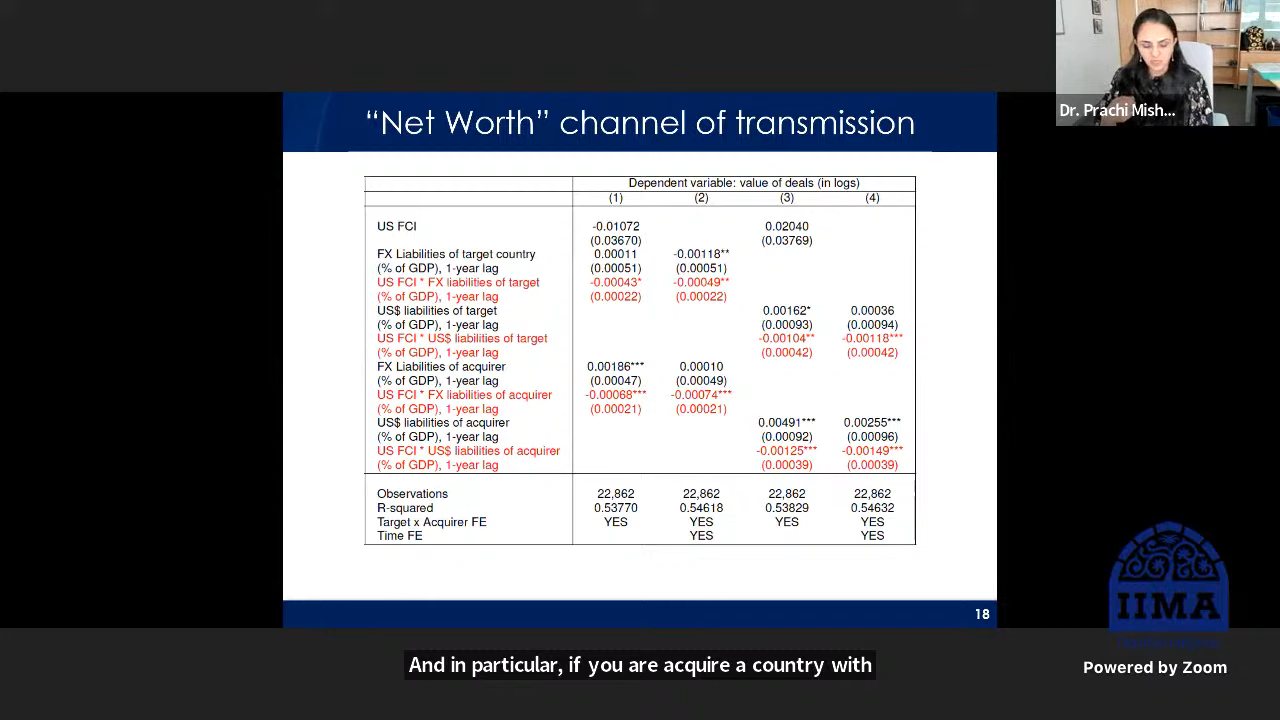 Dr. Prachi Mish...
“Net Worth” channel of transmission
Dependent variable: value of deals (in logs)
(1) (2) (3) (4)
US FCI -0.01072 0.02040
(0.03670) (0.03769)
FX Liabilities of target country 0.00011 -0.00118**
(% of GDP), 1-year lag (0.00051) (0.00051)
US FCI * FX liabilities of target -0.00043* -0.00049**
(% of GDP), 1-year lag (0.00022) (0.00022)
US$ liabilities of target 0.00162* 0.00036
(% of GDP), 1-year lag (0.00093) (0.00094)
US FCI * US$ liabilities of target -0.00104** -0.00118***
(% of GDP), 1-year lag (0.00042) (0.00042)
FX Liabilities of acquirer 0.00186*** 0.00010
(% of GDP), 1-year lag (0.00047) (0.00049)
US FCI * FX liabilities of acquirer -0.00068*** -0.00074***
(% of GDP), 1-year lag (0.00021) (0.00021)
US$ liabilities of acquirer 0.00491*** 0.00255***
(% of GDP), 1-year lag (0.00092) (0.00096)
US FCI * US$ liabilities of acquirer -0.00125*** -0.00149***
(% of GDP), 1-year lag (0.00039) (0.00039)
Observations 22,862 22,862 22,862 22,862
R-squared 0.53770 0.54618 0.53829 0.54632
Target x Acquirer FE YES YES YES YES
Time FE YES YES
18
IIMA
And in particular, if you are acquire a country with
Powered by Zoom